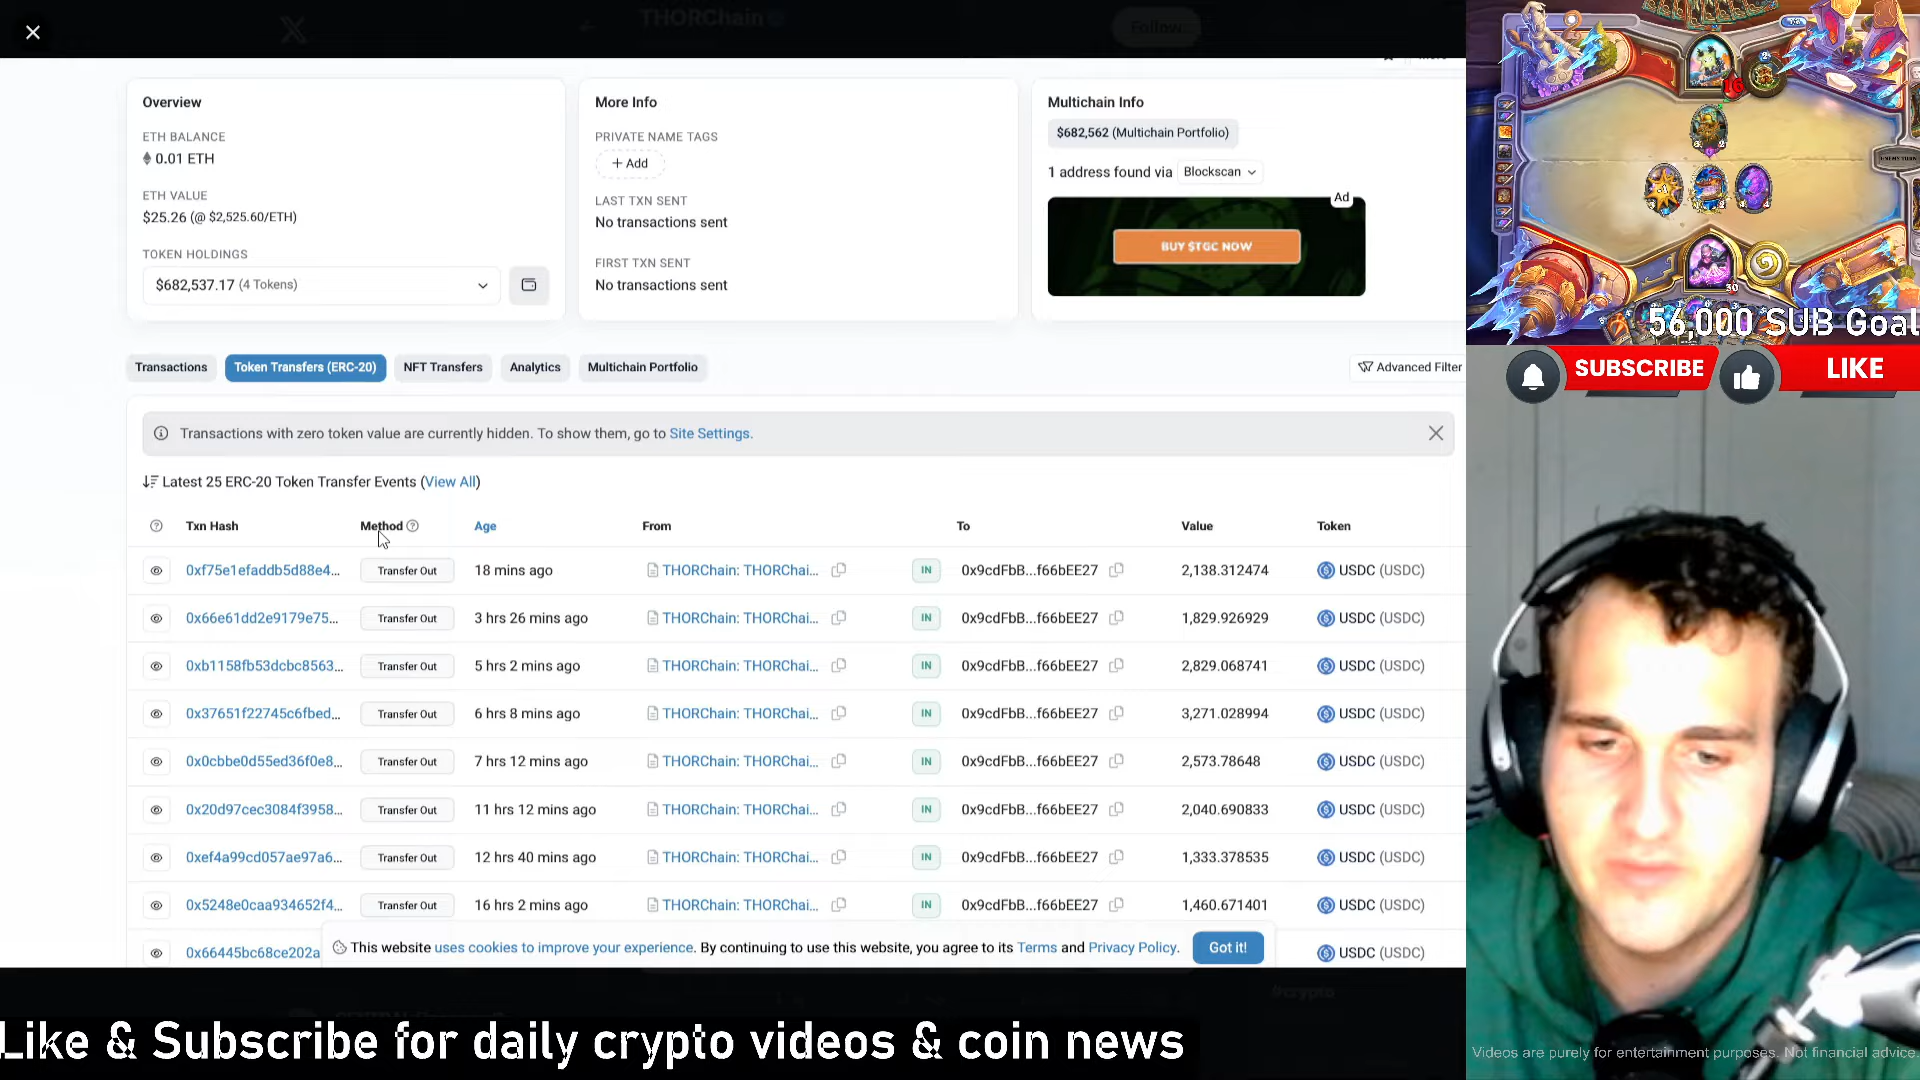 THORChain
Follow
Overview
ETH BALANCE
0.01 ETH
ETH VALUE
$25.26 (@ $2,525.60/ETH)
TOKEN HOLDINGS
$682,537.17 (4 Tokens)
More Info
PRIVATE NAME TAGS
+ Add
LAST TXN SENT
No transactions sent
FIRST TXN SENT
No transactions sent
Multichain Info
$682,562 (Multichain Portfolio)
1 address found via Blockscan
Ad
BUY $TGC NOW
Transactions Token Transfers (ERC-20) NFT Transfers Analytics Multichain Portfolio Advanced Filter
Transactions with zero token value are currently hidden. To show them, go to Site Settings.
Latest 25 ERC-20 Token Transfer Events (View All)
Txn Hash Method Age From To Value Token
0xf75e1efaddb5d88e4... Transfer Out 18 mins ago THORChain: THORChai... IN 0x9cdFbB...f66bEE27 2,138.312474 USDC (USDC)
0x66e61dd2e9179e75... Transfer Out 3 hrs 26 mins ago THORChain: THORChai... IN 0x9cdFbB...f66bEE27 1,829.926929 USDC (USDC)
0xb1158fb53dcbc8563... Transfer Out 5 hrs 2 mins ago THORChain: THORChai... IN 0x9cdFbB...f66bEE27 2,829.068741 USDC (USDC)
0x37651f22745c6fbed... Transfer Out 6 hrs 8 mins ago THORChain: THORChai... IN 0x9cdFbB...f66bEE27 3,271.028994 USDC (USDC)
0x0cbbe0d55ed36f0e8... Transfer Out 7 hrs 12 mins ago THORChain: THORChai... IN 0x9cdFbB...f66bEE27 2,573.78648 USDC (USDC)
0x20d97cec3084f3958... Transfer Out 11 hrs 12 mins ago THORChain: THORChai... IN 0x9cdFbB...f66bEE27 2,040.690833 USDC (USDC)
0xef4a99cd057ae97a6... Transfer Out 12 hrs 40 mins ago THORChain: THORChai... IN 0x9cdFbB...f66bEE27 1,333.378535 USDC (USDC)
0x5248e0caa934652f4... Transfer Out 16 hrs 2 mins ago THORChain: THORChai... IN 0x9cdFbB...f66bEE27 1,460.671401 USDC (USDC)
0x66445bc68ce202a USDC (USDC)
This website uses cookies to improve your experience. By continuing to use this website, you agree to its Terms and Privacy Policy. Got it!
#crypto
Like & Subscribe for daily crypto videos & coin news
16
ENEMY TURN
30
56,000 SUB Goal
SUBSCRIBE
LIKE
Videos are purely for entertainment purposes. Not financial advice.